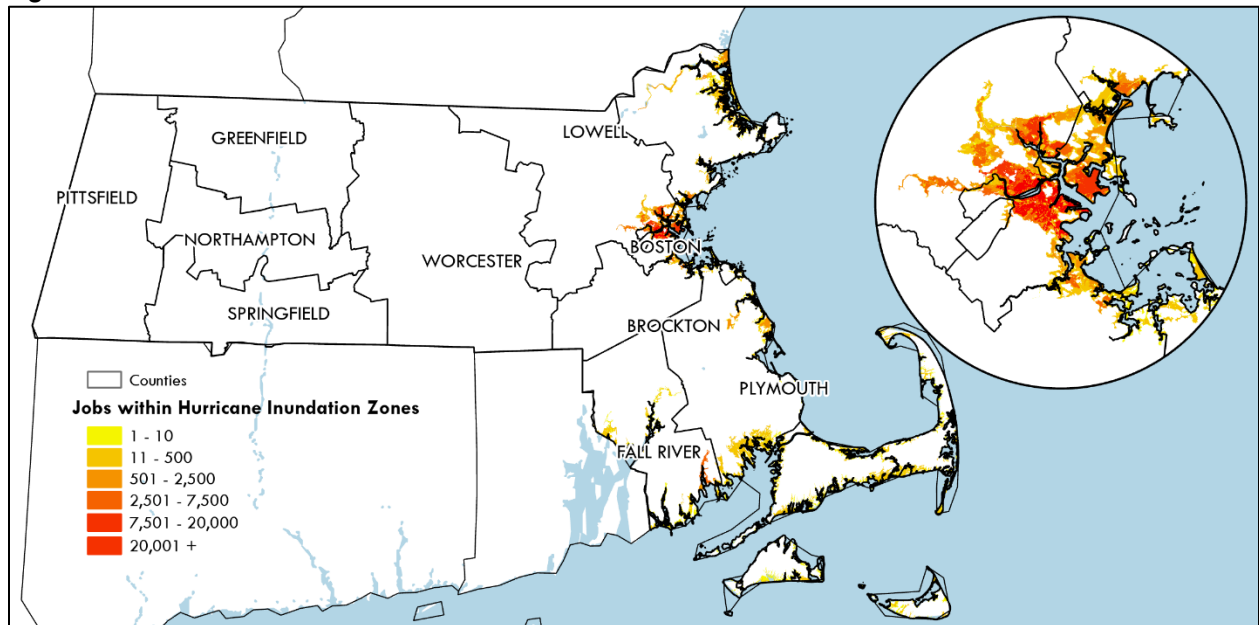 LOWELL
GREENFIELD
PITTSFIELD
NORTHAMPTON
BOSTON
WORCESTER
SPRINGFIELD
BROCKTON
PLYMOUTH
FALL RIVER
Counties
Jobs within Hurricane Inundation Zones
1 - 10
11 - 500
501 - 2,500
2,501 - 7,500
7,501 - 20,000
20,001 +